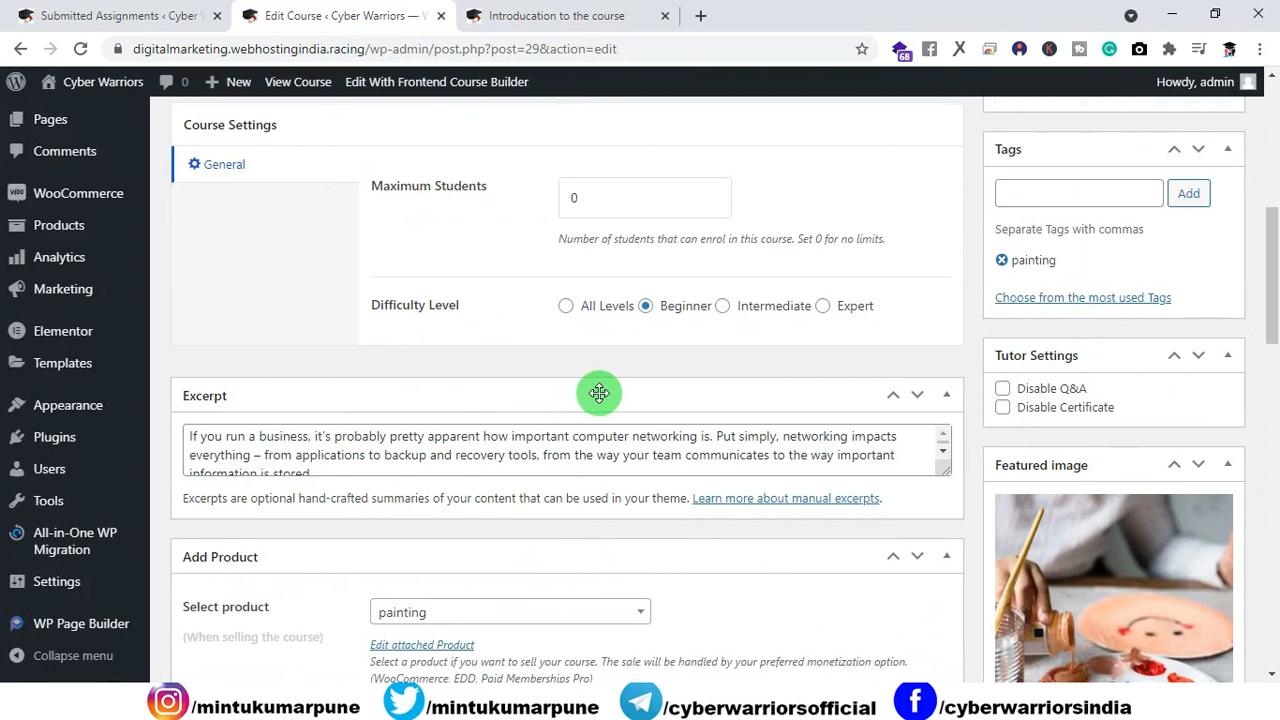 Submitted Assignments ‹ Cyber W
Edit Course ‹ Cyber Warriors — W
Introducation to the course
digitalmarketing.webhostingindia.racing/wp-admin/post.php?post=29&action=edit
68
Cyber Warriors
0
New
View Course
Edit With Frontend Course Builder
Howdy, admin
Pages
Comments
WooCommerce
Products
Analytics
Marketing
Elementor
Templates
Appearance
Plugins
Users
Tools
All-in-One WP
Migration
Settings
WP Page Builder
Collapse menu
Course Settings
General
Maximum Students
0
Number of students that can enrol in this course. Set 0 for no limits.
Difficulty Level
All Levels
Beginner
Intermediate
Expert
Excerpt
If you run a business, it's probably pretty apparent how important computer networking is. Put simply, networking impacts
everything – from applications to backup and recovery tools, from the way your team communicates to the way important
information is stored.
Excerpts are optional hand-crafted summaries of your content that can be used in your theme. Learn more about manual excerpts.
Add Product
Select product
(When selling the course)
painting
Edit attached Product
Select a product if you want to sell your course. The sale will be handled by your preferred monetization option.
(WooCommerce, EDD, Paid Memberships Pro)
Tags
Add
Separate Tags with commas
painting
Choose from the most used Tags
Tutor Settings
Disable Q&A
Disable Certificate
Featured image
/mintukumarpune
/mintukumarpune
/cyberwarriorsofficial
/cyberwarriorsindia